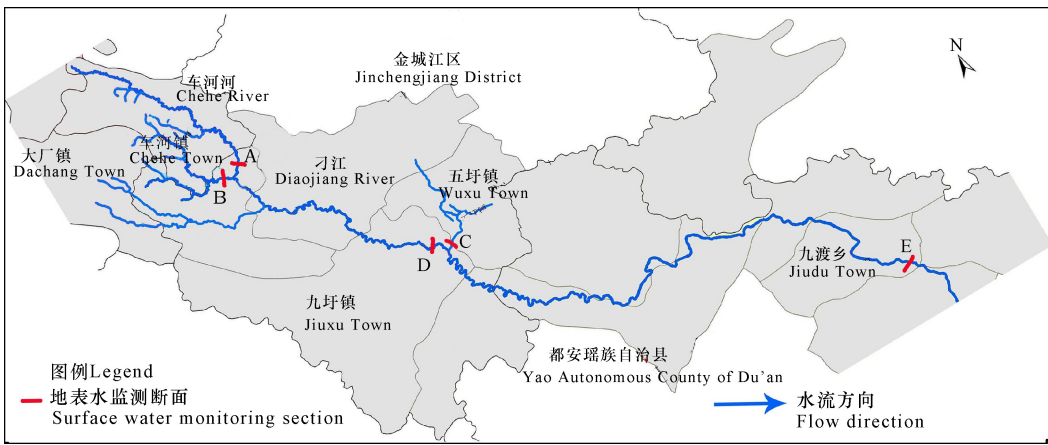 金城江区
Jinchengjiang District
N
车河河
Chehe River
车河镇
Chehe Town
A
大厂镇
Dachang Town
刁江
Diaojiang River
五圩镇
Wuxu Town
B
C
D
E
九渡乡
Jiudu Town
九圩镇
Jiuxu Town
都安瑶族自治县
Yao Autonomous County of Du'an
图例Legend
地表水监测断面
Surface water monitoring section
水流方向
Flow direction